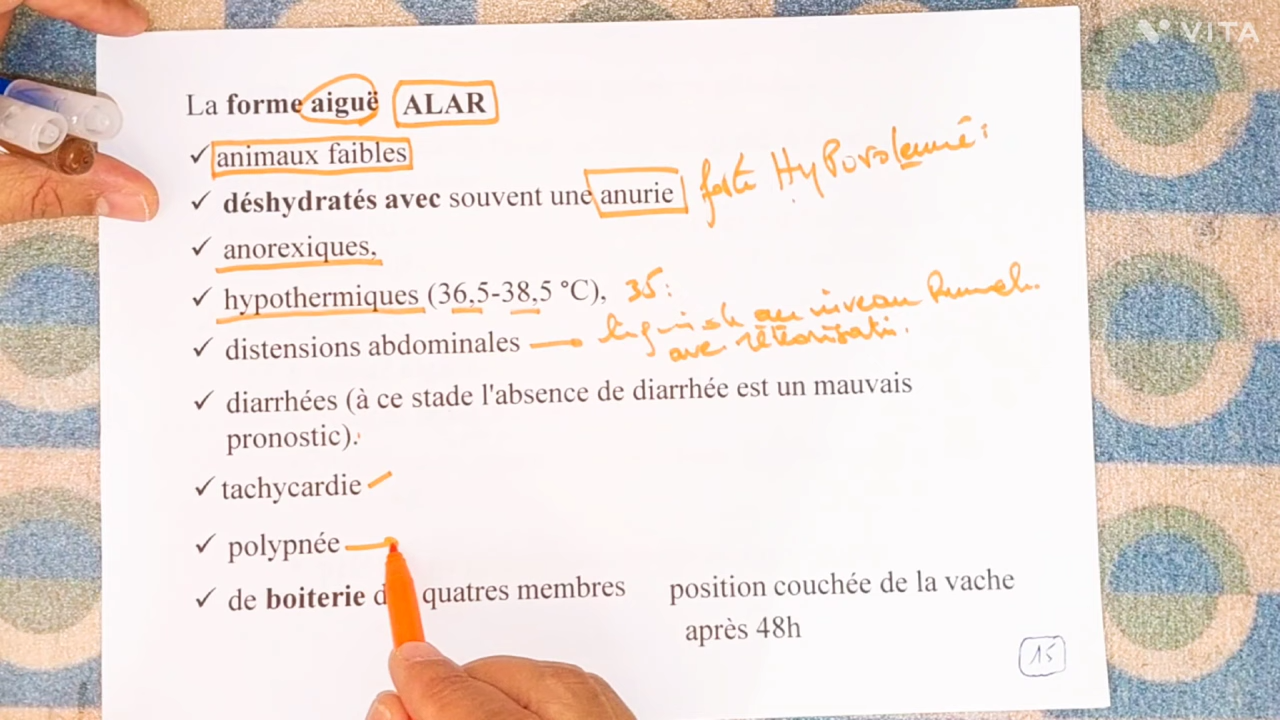 VITA
La forme aiguë ALAR
✓ animaux faibles
✓ déshydratés avec souvent une anurie forte
✓ anorexiques,
✓ hypothermiques (36,5-38,5 °C), 35:
✓ distensions abdominales au niveau
avec
✓ diarrhées (à ce stade l'absence de diarrhée est un mauvais
pronostic).
✓ tachycardie
✓ polypnée
✓ de boiterie quatres membres position couchée de la vache
après 48h
15